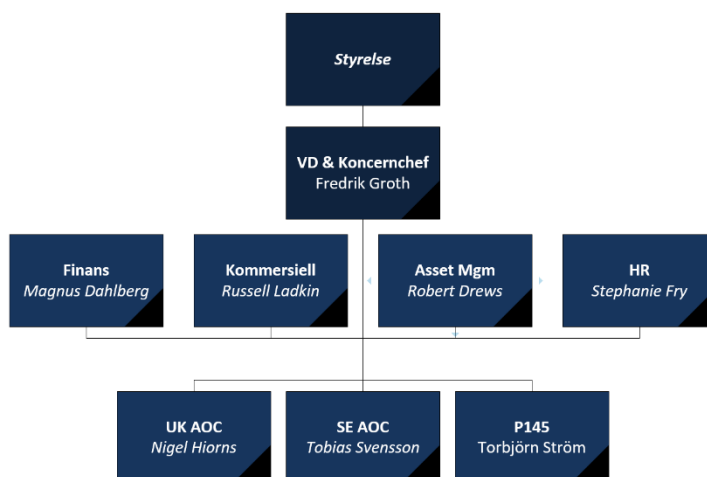 Styrelse
VD & Koncernchef
Fredrik Groth
Finans
Magnus Dahlberg
Kommersiell
Russell Ladkin
Asset Mgm
Robert Drews
HR
Stephanie Fry
UK AOC
Nigel Hiorns
SE AOC
Tobias Svensson
P145
Torbjörn Ström